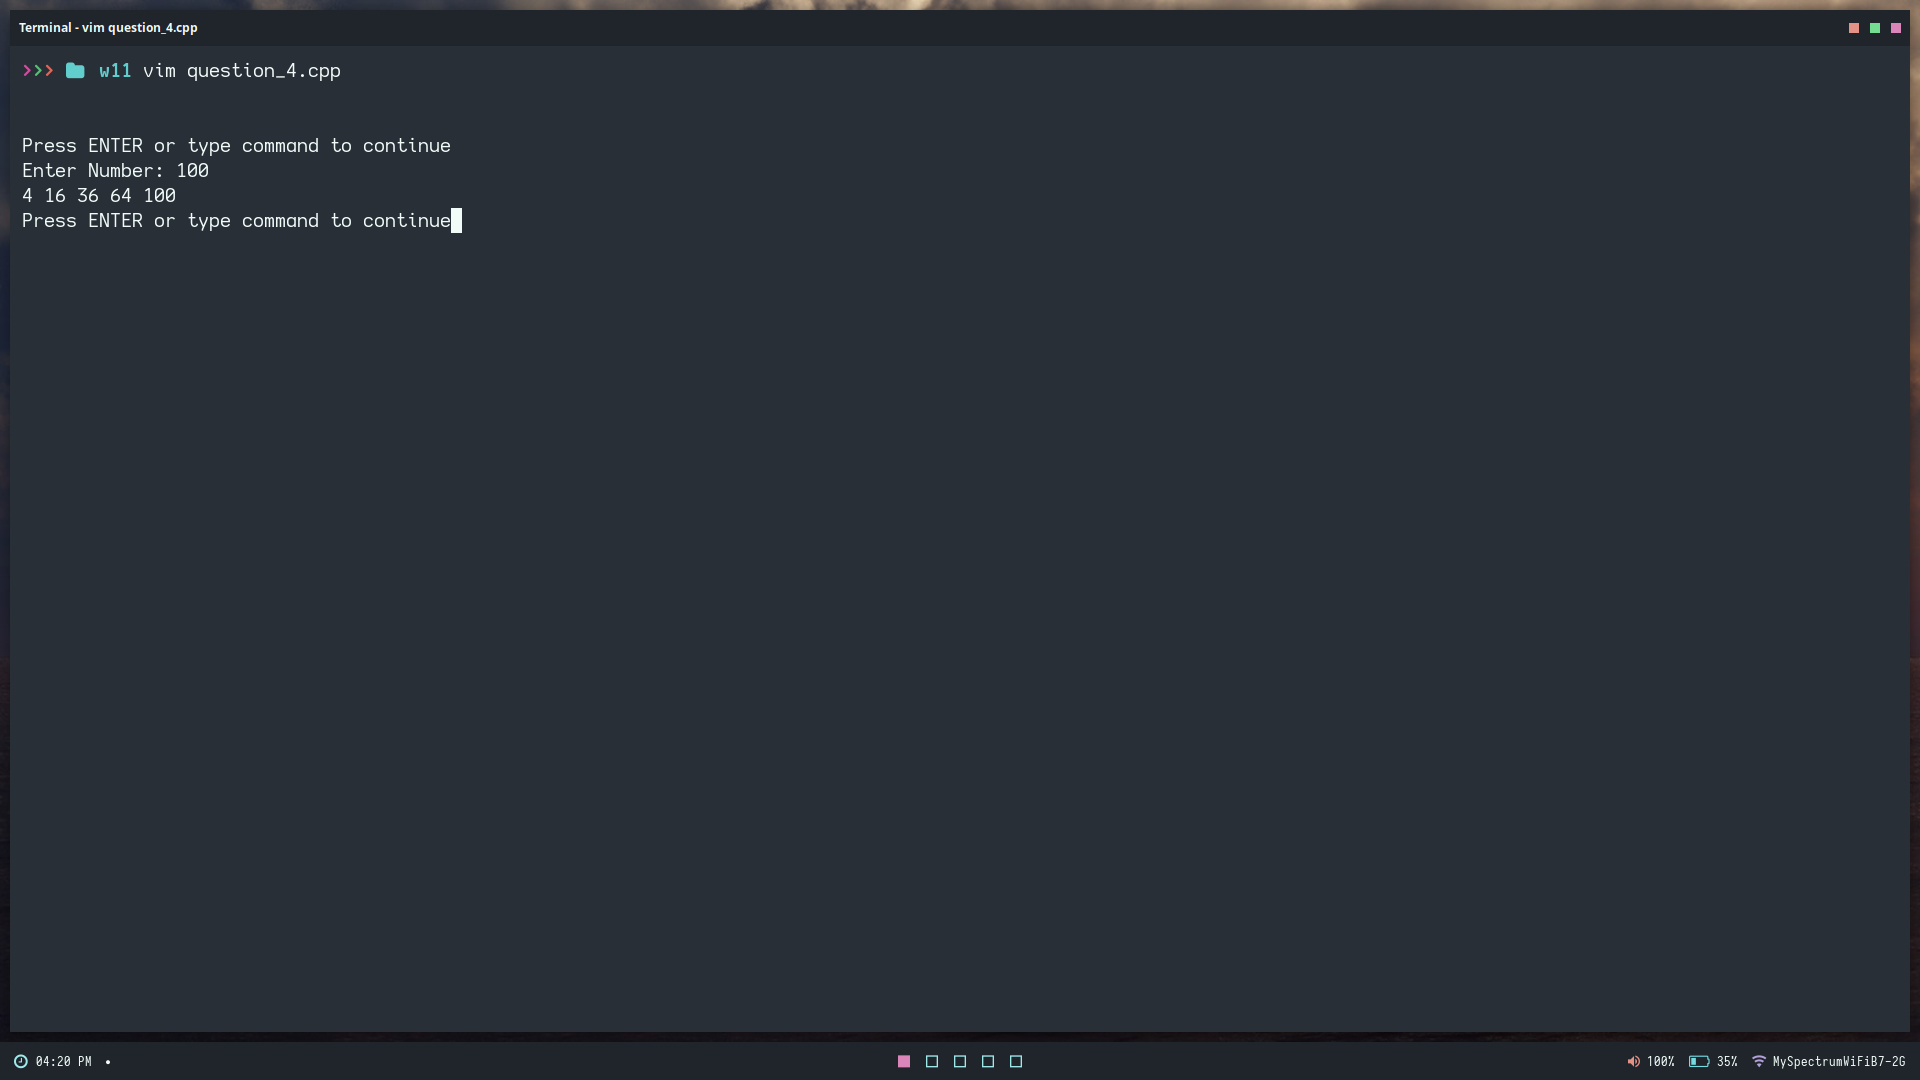 Terminal - vim question_4.cpp
>>> w11 vim question_4.cpp
Press ENTER or type command to continue
Enter Number: 100
4 16 36 64 100
Press ENTER or type command to continue
04:20 PM •
100% 35% MySpectrumWiFiB7-2G